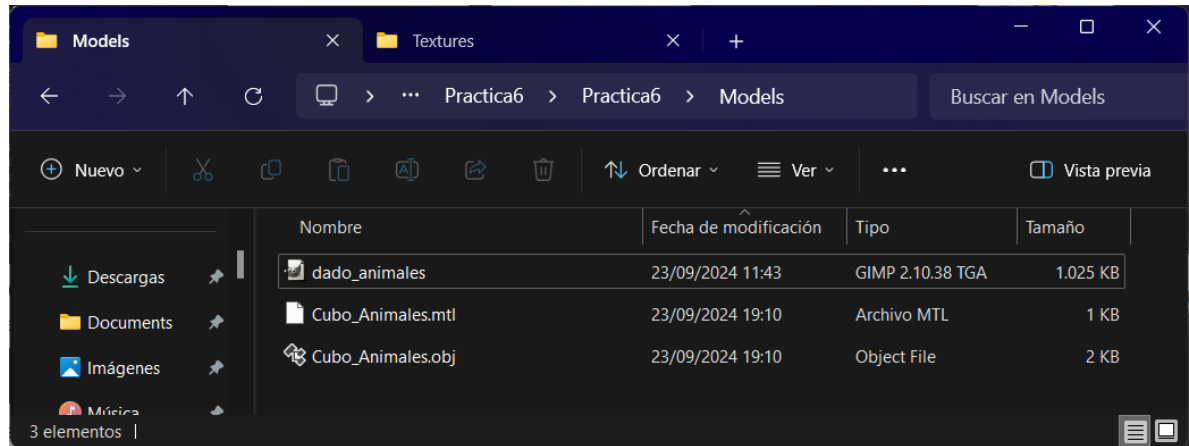 Models
Textures
Practica6 > Practica6 > Models
Buscar en Models
Nuevo
Ordenar
Ver
Vista previa
Nombre Fecha de modificación Tipo Tamaño
Descargas
Documents
Imágenes
Música
dado_animales 23/09/2024 11:43 GIMP 2.10.38 TGA 1.025 KB
Cubo_Animales.mtl 23/09/2024 19:10 Archivo MTL 1 KB
Cubo_Animales.obj 23/09/2024 19:10 Object File 2 KB
3 elementos